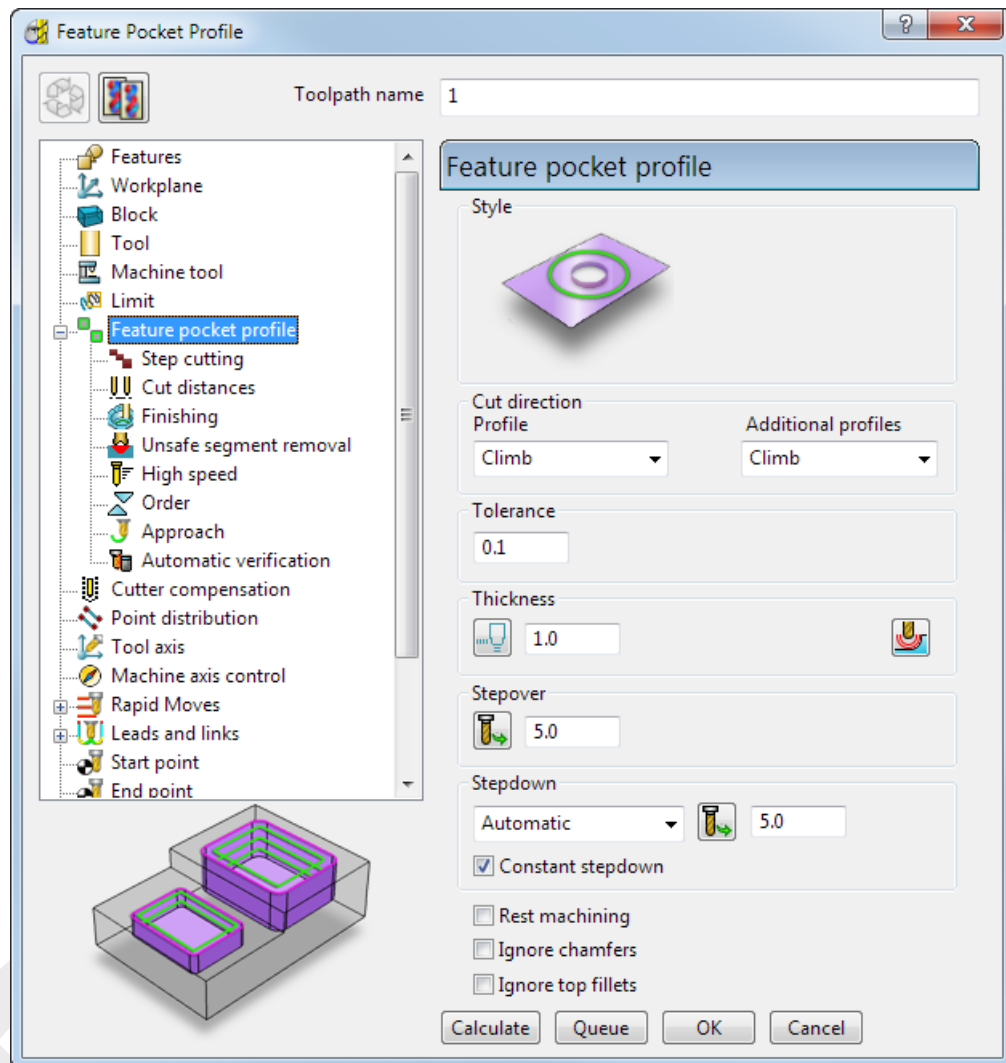 Feature Pocket Profile
?
X
Toolpath name
1
Features
Workplane
Block
Tool
Machine tool
Limit
Feature pocket profile
Step cutting
Cut distances
Finishing
Unsafe segment removal
High speed
Order
Approach
Automatic verification
Cutter compensation
Point distribution
Tool axis
Machine axis control
Rapid Moves
Leads and links
Start point
End point
Feature pocket profile
Style
Cut direction
Profile Additional profiles
Climb Climb
Tolerance
0.1
Thickness
1.0
Stepover
5.0
Stepdown
Automatic 5.0
Constant stepdown
Rest machining
Ignore chamfers
Ignore top fillets
Calculate Queue OK Cancel